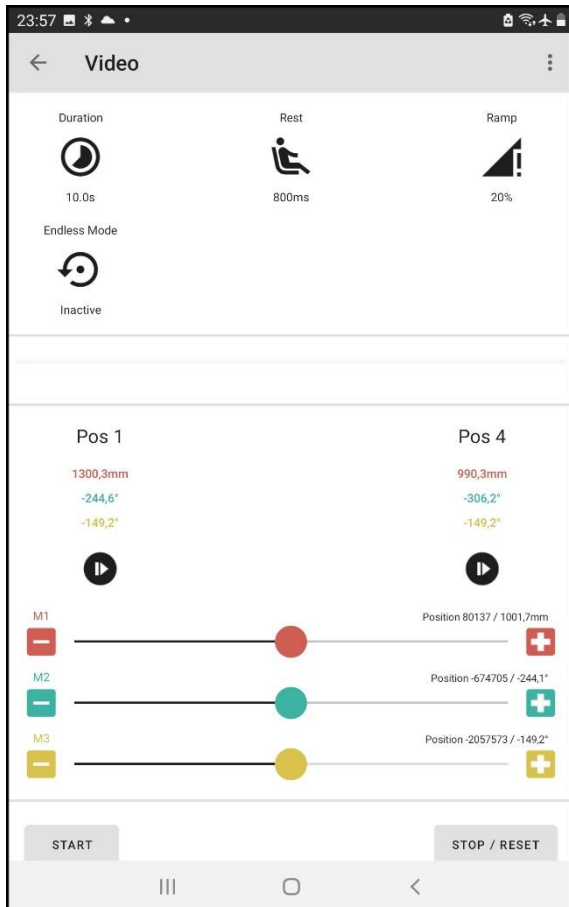 23:57
Video
Duration Rest Ramp
10.0s 800ms 20%
Endless Mode
Inactive
Pos 1 Pos 4
1300,3mm 990,3mm
-244,6° -306,2°
-149,2° -149,2°
M1 Position 80137 / 1001,7mm
M2 Position -674705 / -244,1°
M3 Position -2057573 / -149,2°
START STOP / RESET